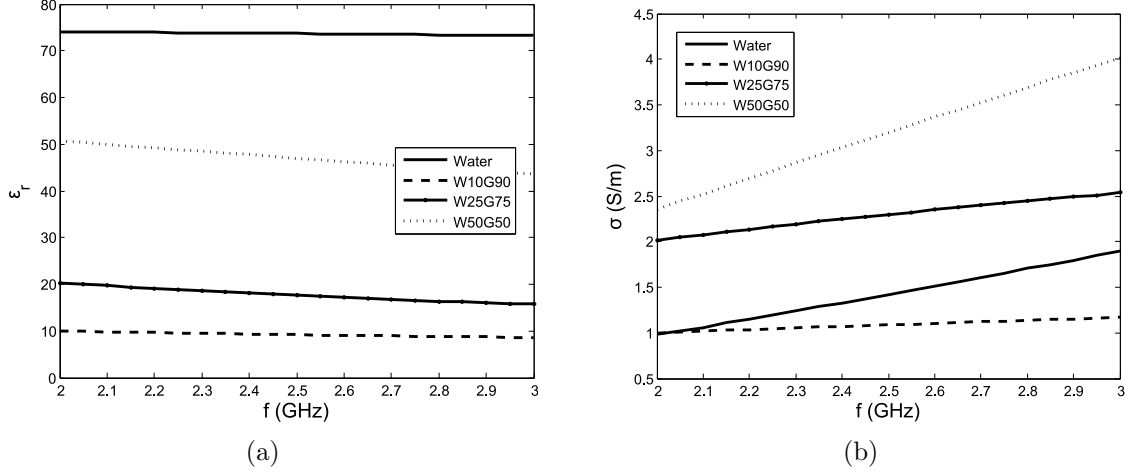 80
70
60
50
40
30
20
10
0
ε_r
Water
W10G90
W25G75
W50G50
2 2.1 2.2 2.3 2.4 2.5 2.6 2.7 2.8 2.9 3
f (GHz)
(a)
4.5
4
3.5
3
2.5
2
1.5
1
0.5
σ (S/m)
Water
W10G90
W25G75
W50G50
2 2.1 2.2 2.3 2.4 2.5 2.6 2.7 2.8 2.9 3
f (GHz)
(b)